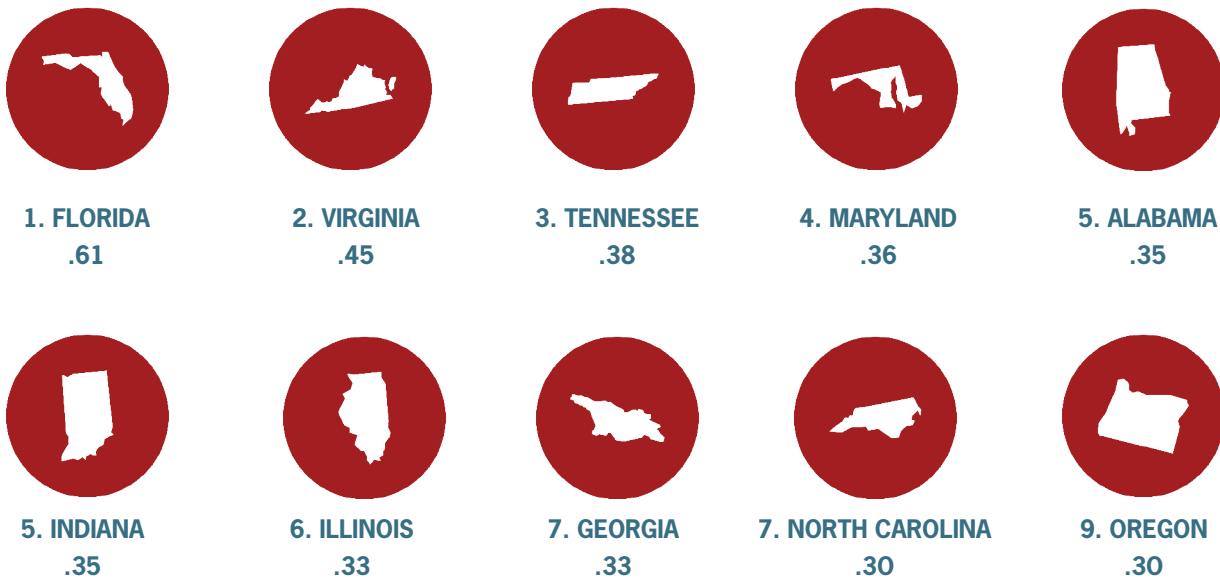 1. FLORIDA
.61
2. VIRGINIA
.45
3. TENNESSEE
.38
4. MARYLAND
.36
5. ALABAMA
.35
5. INDIANA
.35
6. ILLINOIS
.33
7. GEORGIA
.33
7. NORTH CAROLINA
.30
9. OREGON
.30